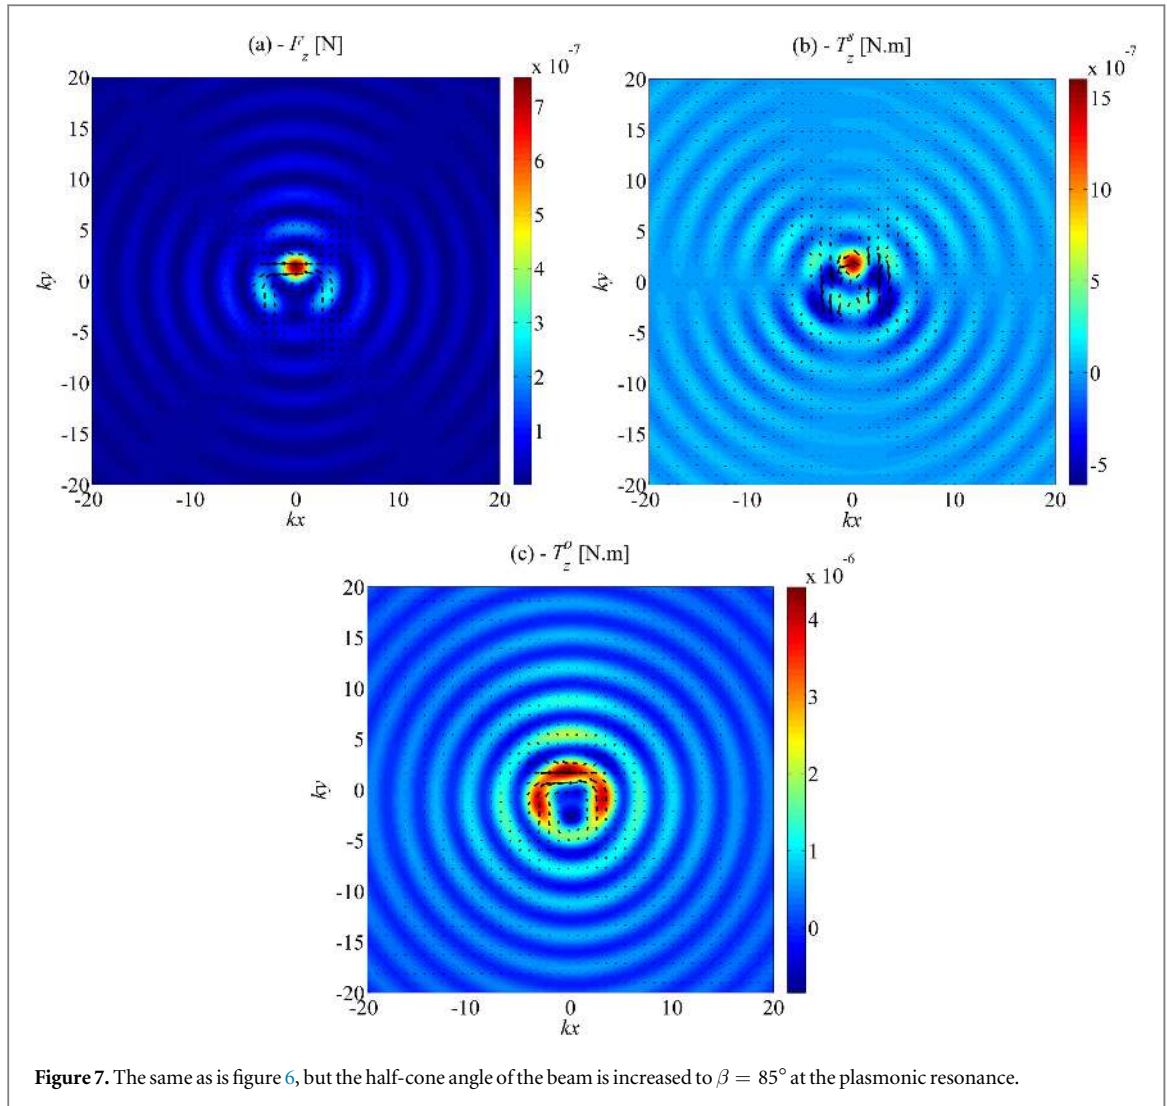 (a) - F_z [N]
x 10^-7
20
15
10
5
0
-5
-10
-15
-20
ky
-20 -10 0 10 20
kx
7
6
5
4
3
2
1
(b) - T_z^s [N.m]
x 10^-7
20
15
10
5
0
-5
-10
-15
-20
ky
-20 -10 0 10 20
kx
15
10
5
0
-5
(c) - T_z^o [N.m]
x 10^-6
20
15
10
5
0
-5
-10
-15
-20
ky
-20 -10 0 10 20
kx
4
3
2
1
0
Figure 7. The same as is figure 6, but the half-cone angle of the beam is increased to β = 85° at the plasmonic resonance.